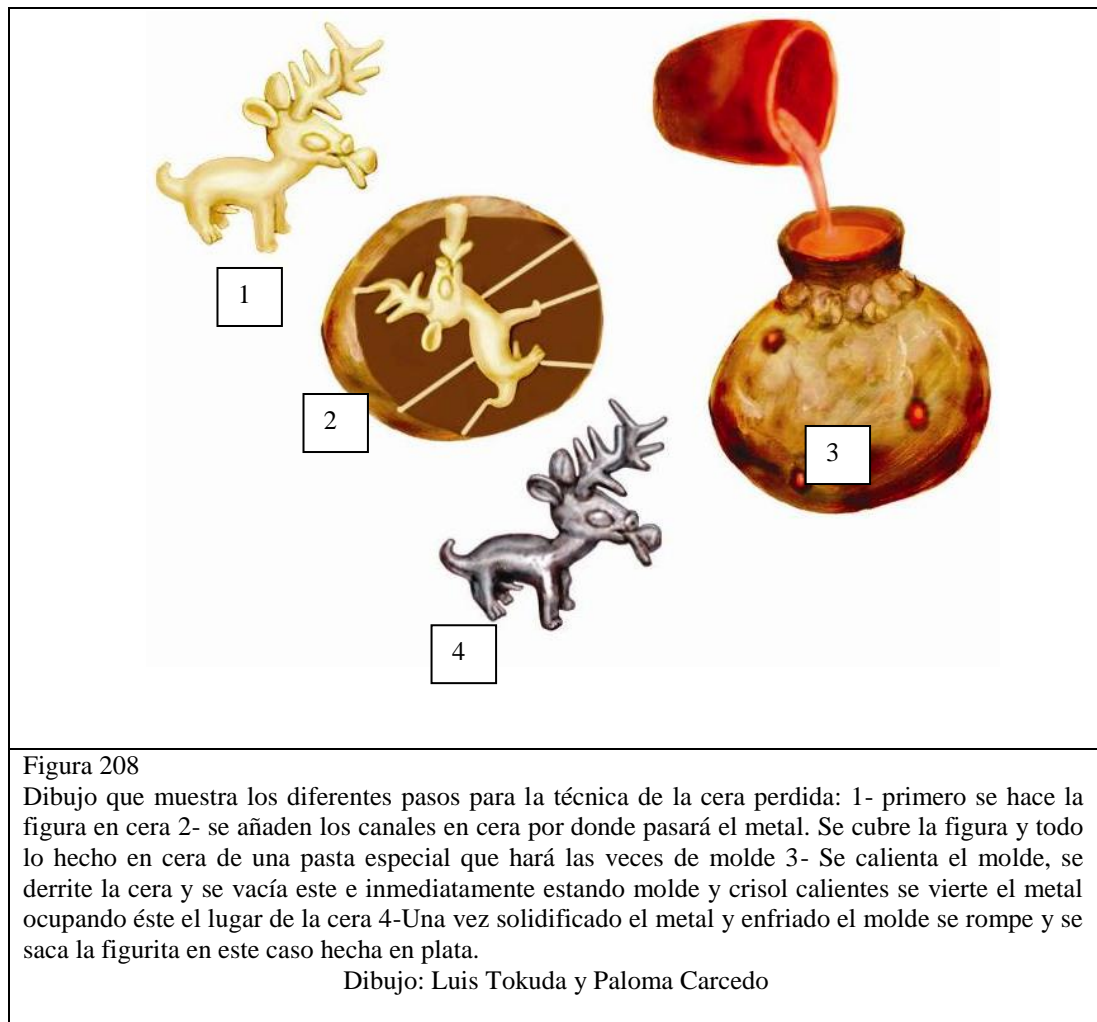 1
2
3
4
Figura 208
Dibujo que muestra los diferentes pasos para la técnica de la cera perdida: 1- primero se hace la
figura en cera 2- se añaden los canales en cera por donde pasará el metal. Se cubre la figura y todo
lo hecho en cera de una pasta especial que hará las veces de molde 3- Se calienta el molde, se
derrite la cera y se vacía este e inmediatamente estando molde y crisol calientes se vierte el metal
ocupando éste el lugar de la cera 4-Una vez solidificado el metal y enfriado el molde se rompe y se
saca la figurita en este caso hecha en plata.
Dibujo: Luis Tokuda y Paloma Carcedo